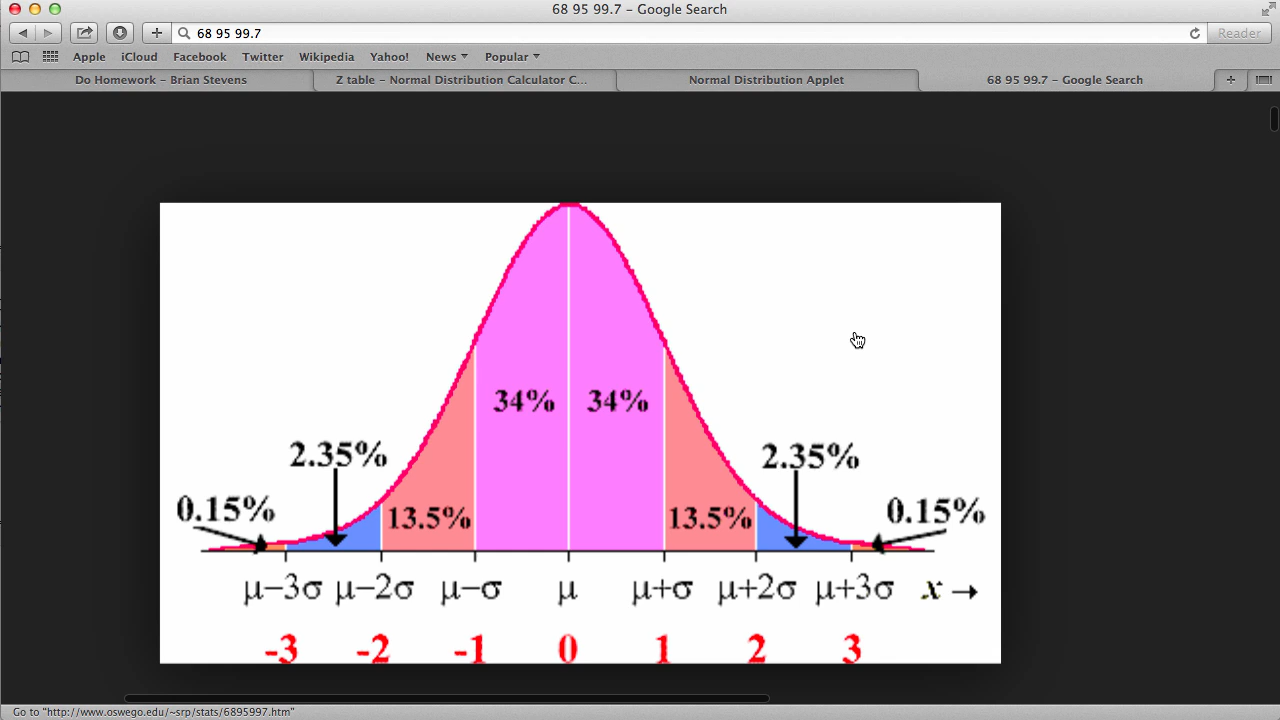 68 95 99.7 – Google Search
68 95 99.7
Reader
Apple iCloud Facebook Twitter Wikipedia Yahoo! News Popular
Do Homework – Brian Stevens
Z table – Normal Distribution Calculator C...
Normal Distribution Applet
68 95 99.7 – Google Search
34% 34%
2.35% 2.35%
0.15% 13.5% 13.5% 0.15%
μ−3σ μ−2σ μ−σ μ μ+σ μ+2σ μ+3σ x →
-3 -2 -1 0 1 2 3
Go to "http://www.oswego.edu/~srp/stats/6895997.htm"